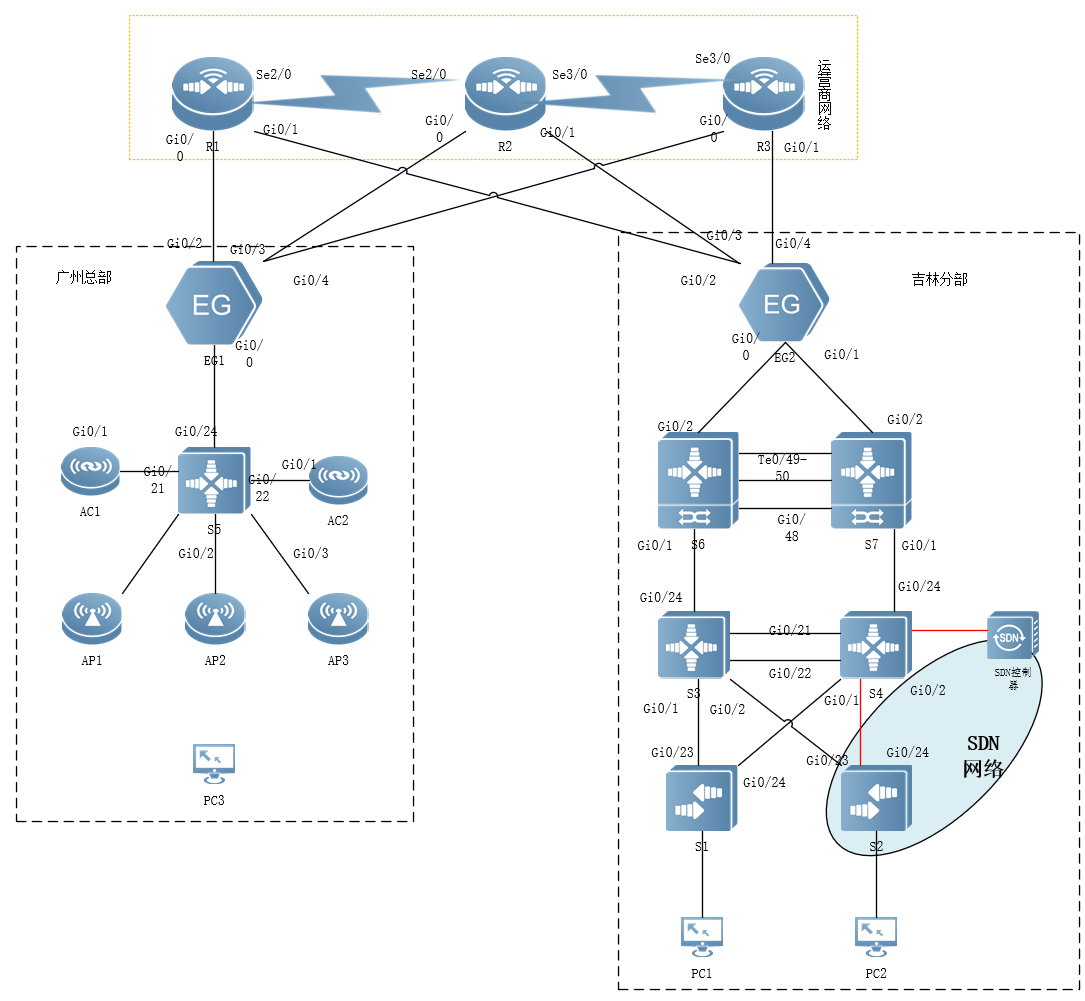 Se3/0
运营商网络
Se2/0
Se2/0
Se3/0
Gi0/0
Gi0/1
Gi0/0
Gi0/1
Gi0/0
Gi0/1
R1
R2
R3
Gi0/2
Gi0/3
Gi0/4
Gi0/3
Gi0/4
Gi0/2
广州总部
吉林分部
EG
EG
EG1
Gi0/0
Gi0/0
EG2
Gi0/1
Gi0/1
Gi0/24
Gi0/21
Gi0/22
Gi0/1
AC1
S5
AC2
Gi0/2
Gi0/3
AP1
AP2
AP3
PC3
Gi0/2
Gi0/2
Te0/49-50
Gi0/48
Gi0/1
S6
S7
Gi0/1
Gi0/24
Gi0/24
Gi0/21
Gi0/22
SDN
SDN控制器
S3
S4
Gi0/1
Gi0/2
Gi0/1
Gi0/2
Gi0/23
Gi0/24
Gi0/23
Gi0/24
SDN
网络
S1
S2
PC1
PC2